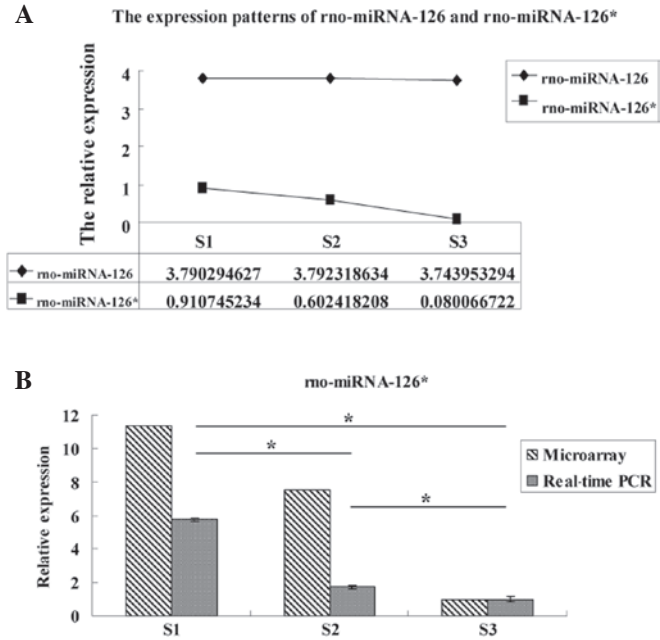 A
The expression patterns of rno-miRNA-126 and rno-miRNA-126*
The relative expression
4
3
2
1
0
rno-miRNA-126
rno-miRNA-126*
S1 S2 S3
rno-miRNA-126 3.790294627 3.792318634 3.743953294
rno-miRNA-126* 0.910745234 0.602418208 0.080066722
B
rno-miRNA-126*
Relative expression
12
10
8
6
4
2
0
*
*
*
Microarray
Real-time PCR
S1 S2 S3